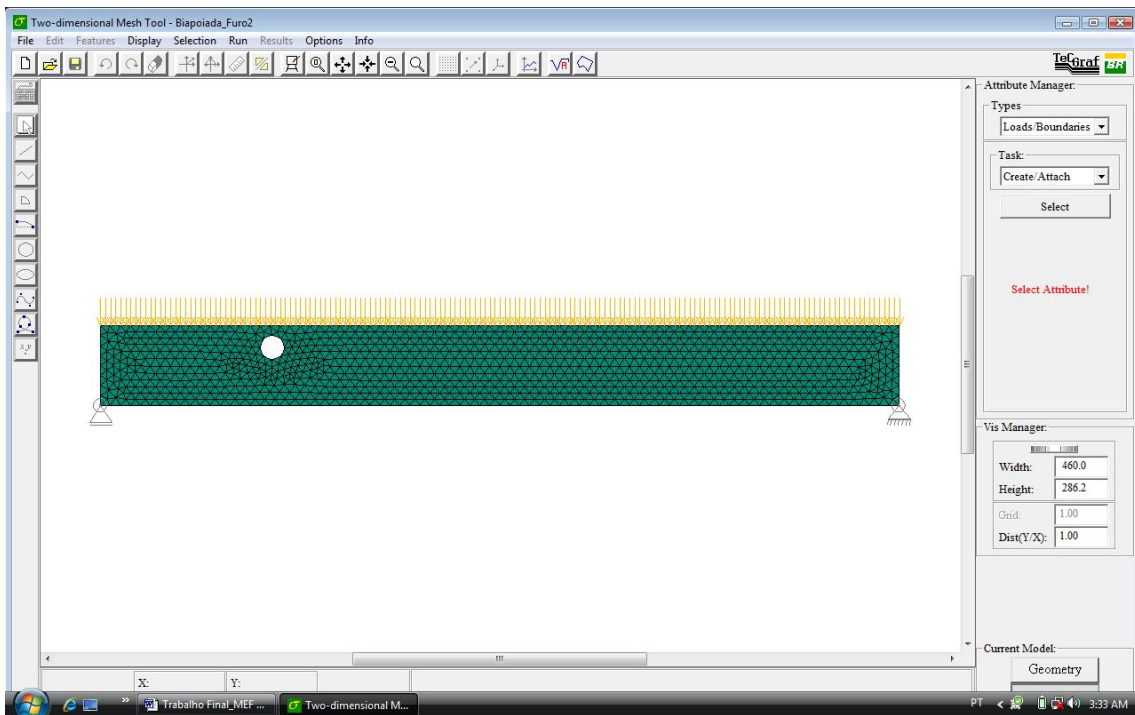 Two-dimensional Mesh Tool - Biapoiada_Furo2
File Edit Features Display Selection Run Results Options Info
TeCGraf BR
Attribute Manager:
Types
Loads/Boundaries
Task:
Create/Attach
Select
Select Attribute!
Vis Manager:
Width: 460.0
Height: 286.2
Grid: 1.00
Dist(Y/X): 1.00
Current Model:
Geometry
X: Y:
Trabalho Final_MEF ... Two-dimensional M... PT 3:33 AM